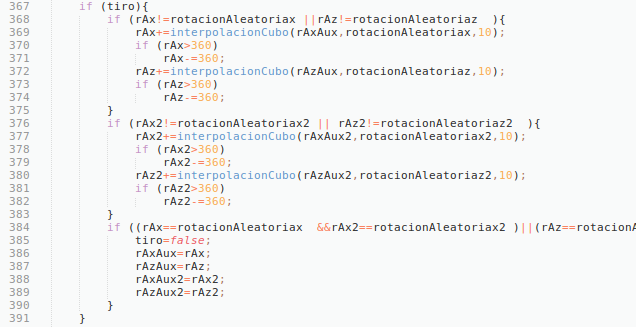 367 if (tiro){
368 if (rAx!=rotacionAleatoriax ||rAz!=rotacionAleatoriaz ){
369 rAx+=interpolacionCubo(rAxAux,rotacionAleatoriax,10);
370 if (rAx>360)
371 rAx-=360;
372 rAz+=interpolacionCubo(rAzAux,rotacionAleatoriaz,10);
373 if (rAz>360)
374 rAz-=360;
375 }
376 if (rAx2!=rotacionAleatoriax2 || rAz2!=rotacionAleatoriaz2 ){
377 rAx2+=interpolacionCubo(rAxAux2,rotacionAleatoriax2,10);
378 if (rAx2>360)
379 rAx2-=360;
380 rAz2+=interpolacionCubo(rAzAux2,rotacionAleatoriaz2,10);
381 if (rAz2>360)
382 rAz2-=360;
383 }
384 if ((rAx==rotacionAleatoriax &&rAx2==rotacionAleatoriax2 )||(rAz==rotacionA
385 tiro=false;
386 rAxAux=rAx;
387 rAzAux=rAz;
388 rAxAux2=rAx2;
389 rAzAux2=rAz2;
390 }
391 }